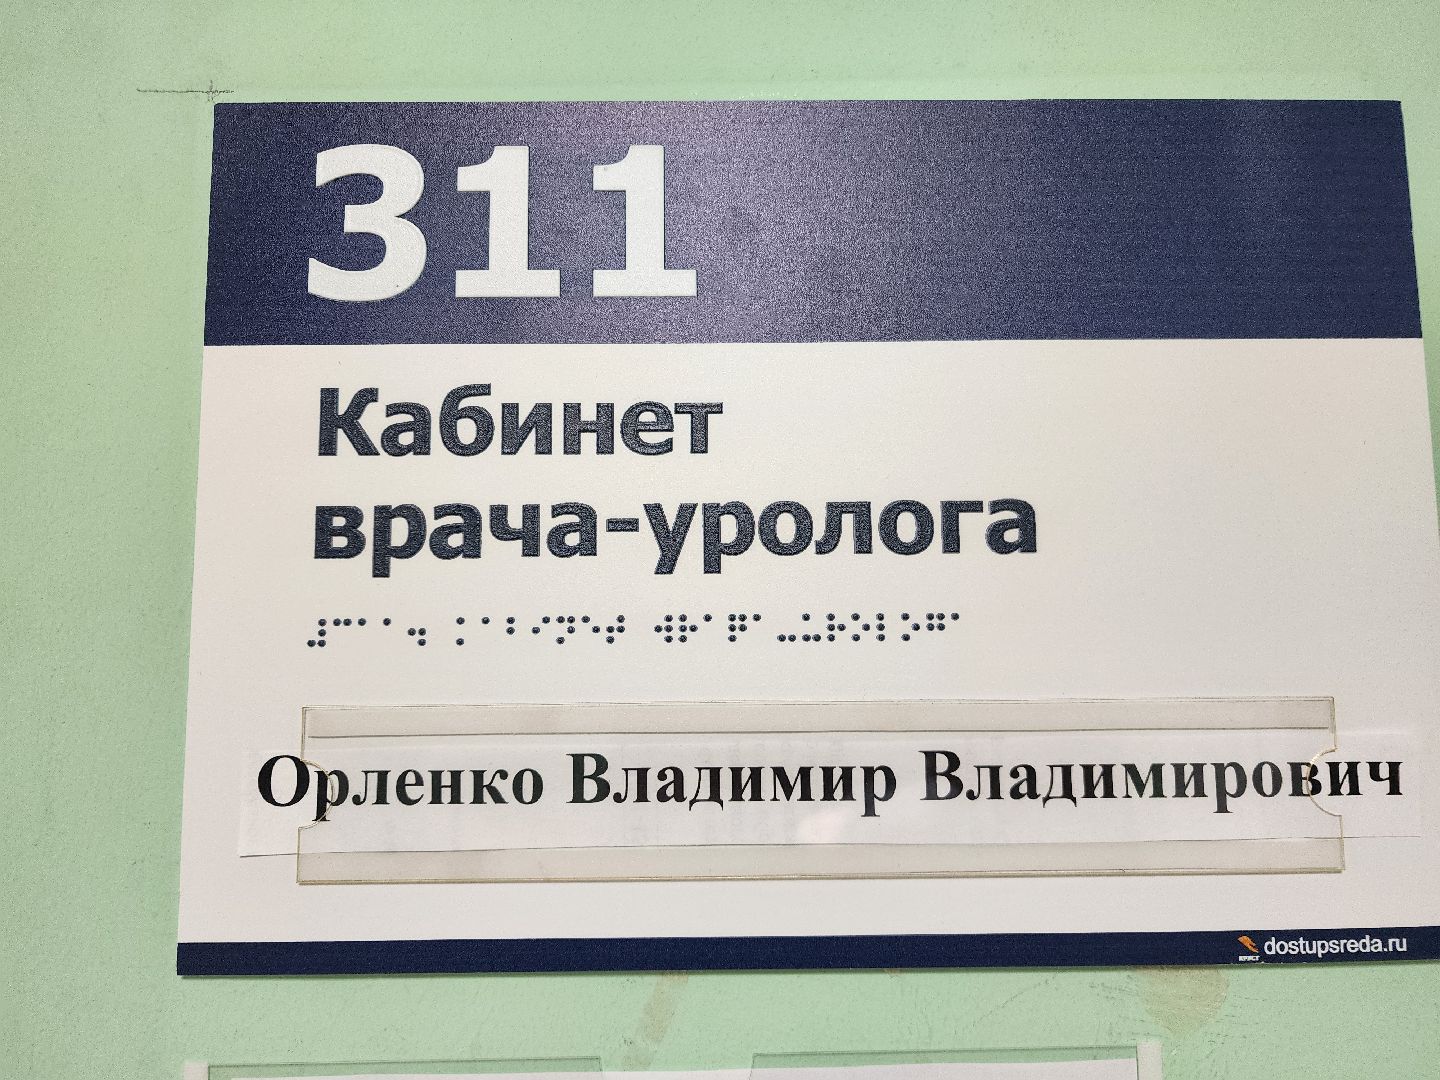 311
Кабинет
врача-уролога
⠼⠉⠁⠁⠲ ⠅⠁⠃⠊⠝⠑⠞ ⠺⠗⠁⠟⠁⠤⠥⠗⠕⠇⠕⠛⠁
Орленко Владимир Владимирович
dostupsreda.ru